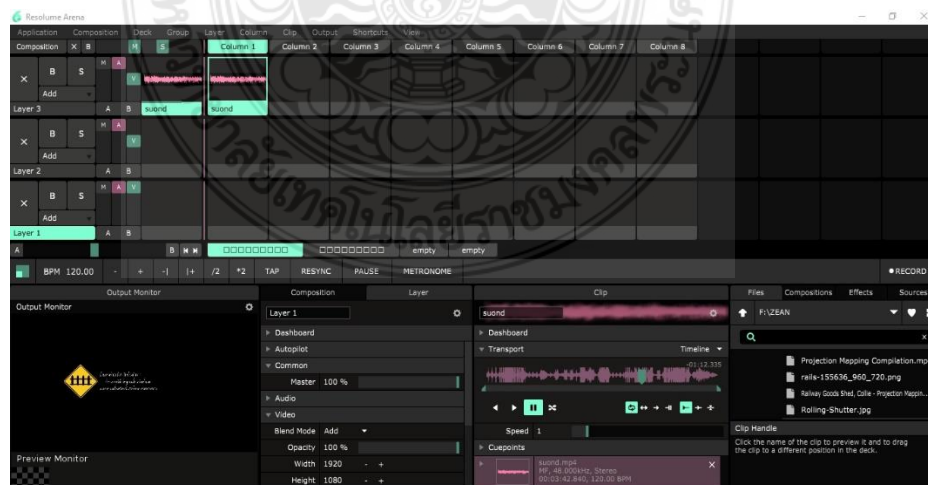 Resolume Arena
Application Composition Deck Group Layer Column Clip Output Shortcuts View
Composition X B M S Column 1 Column 2 Column 3 Column 4 Column 5 Column 6 Column 7 Column 8
B S M A V
Add
Layer 3 A B suond suond
B S M A V
Add
Layer 2 A B
B S M A V
Add
Layer 1 A B
A B empty empty
BPM 120.00 - + -| |+ /2 *2 TAP RESYNC PAUSE METRONOME RECORD
Output Monitor Composition Layer Clip Files Compositions Effects Sources
Output Monitor Layer 1 suond F:\ZEAN
Dashboard Dashboard
Autopilot Transport Timeline
Common -01:12.335
Master 100 %
Audio
Video
Blend Mode Add Speed 1
Opacity 100 % Cuepoints
Width 1920 - +
Height 1080 - +
suond.mp4
MF, 48.000kHz, Stereo
00:03:42.840, 120.00 BPM
Projection Mapping Compilation.mp
rails-155636_960_720.png
Railway Goods Shed, Collie - Projection Mappin...
Rolling-Shutter.jpg
Clip Handle
Click the name of the clip to preview it and to drag
the clip to a different position in the deck.
Preview Monitor